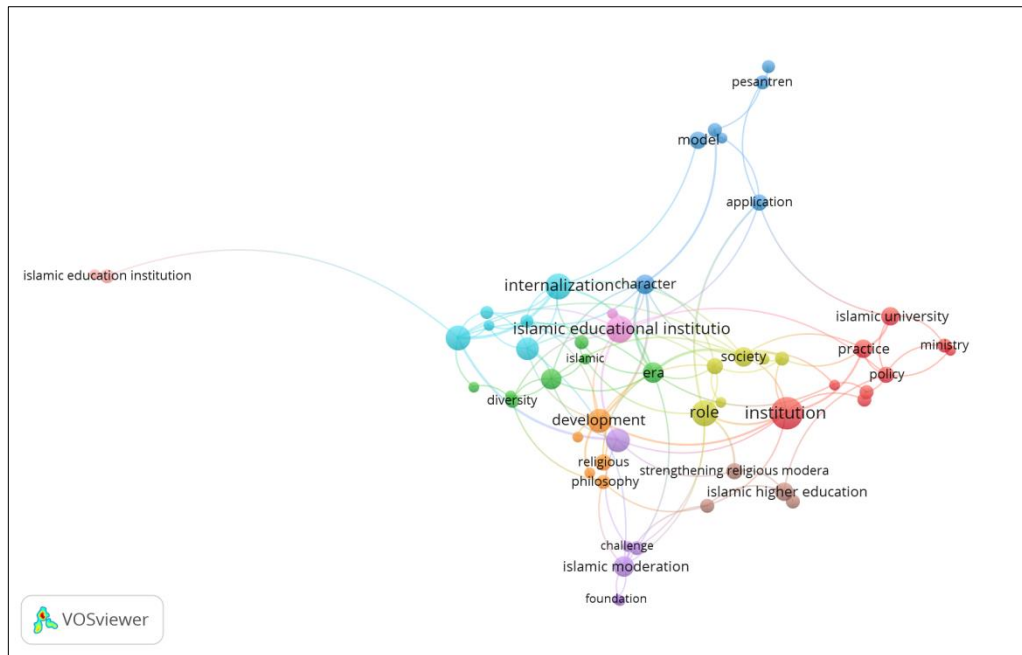 pesantren
model
application
islamic education institution
internalization
character
islamic educational institutio
islamic university
islamic
society
practice
ministry
era
policy
diversity
development
role
institution
religious
strengthening religious modera
philosophy
islamic higher education
challenge
islamic moderation
foundation
VOSviewer